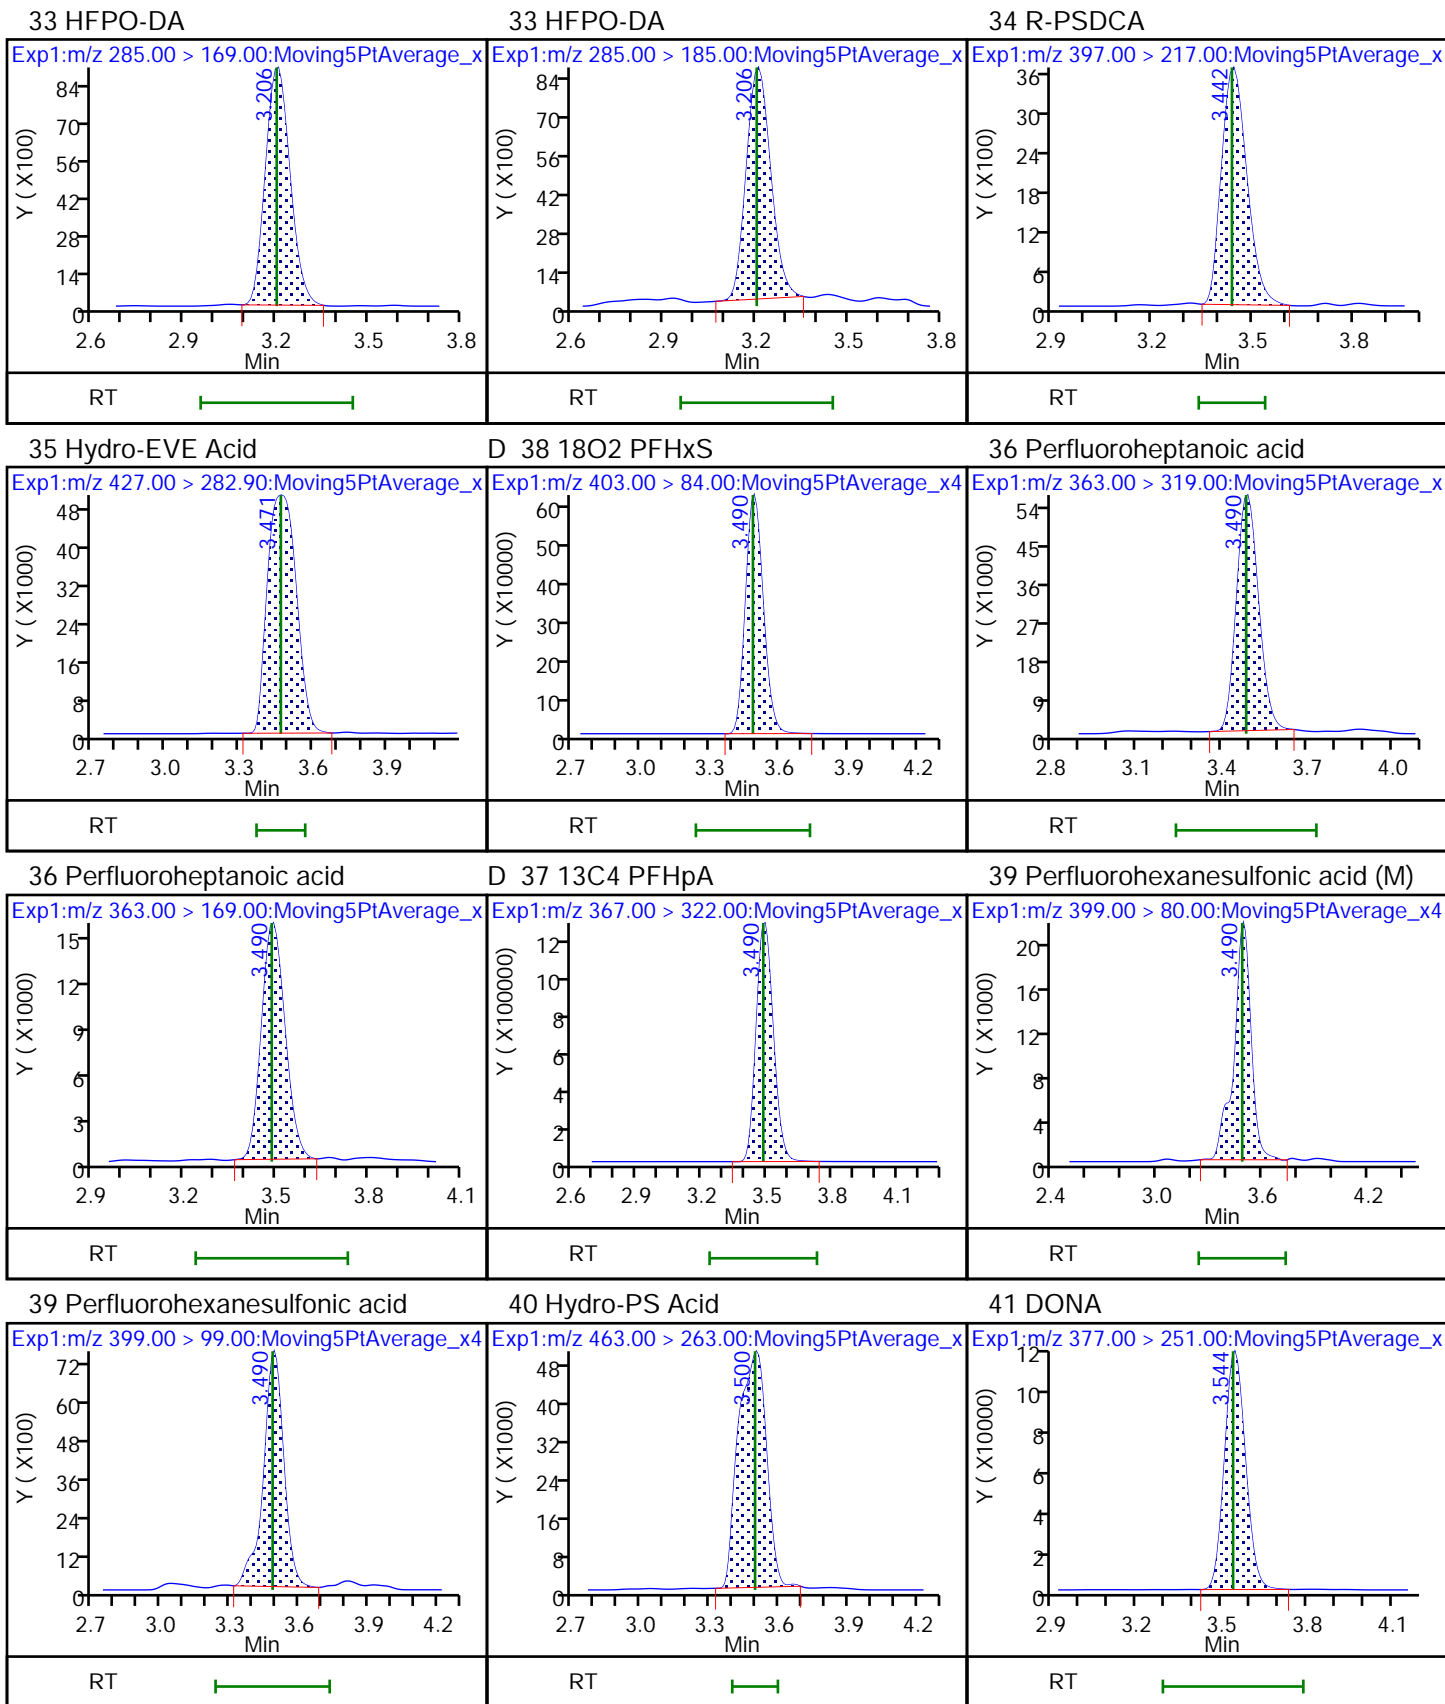 33 HFPO-DA
Exp1:m/z 285.00 > 169.00:Moving5PtAverage_x
Y ( X100)
84
70
56
42
28
14
0
3.206
2.6 2.9 3.2 3.5 3.8
Min
RT
33 HFPO-DA
Exp1:m/z 285.00 > 185.00:Moving5PtAverage_x
Y ( X100)
84
70
56
42
28
14
0
3.206
2.6 2.9 3.2 3.5 3.8
Min
RT
34 R-PSDCA
Exp1:m/z 397.00 > 217.00:Moving5PtAverage_x
Y ( X100)
36
30
24
18
12
6
0
3.442
2.9 3.2 3.5 3.8
Min
RT
35 Hydro-EVE Acid
Exp1:m/z 427.00 > 282.90:Moving5PtAverage_x
Y ( X1000)
48
40
32
24
16
8
0
3.471
2.7 3.0 3.3 3.6 3.9
Min
RT
D 38 18O2 PFHxS
Exp1:m/z 403.00 > 84.00:Moving5PtAverage_x4
Y ( X10000)
60
50
40
30
20
10
0
3.490
2.7 3.0 3.3 3.6 3.9 4.2
Min
RT
36 Perfluoroheptanoic acid
Exp1:m/z 363.00 > 319.00:Moving5PtAverage_x
Y ( X1000)
54
45
36
27
18
9
0
3.490
2.8 3.1 3.4 3.7 4.0
Min
RT
36 Perfluoroheptanoic acid
Exp1:m/z 363.00 > 169.00:Moving5PtAverage_x
Y ( X1000)
15
12
9
6
3
0
3.490
2.9 3.2 3.5 3.8 4.1
Min
RT
D 37 13C4 PFHpA
Exp1:m/z 367.00 > 322.00:Moving5PtAverage_x
Y ( X100000)
12
10
8
6
4
2
0
3.490
2.6 2.9 3.2 3.5 3.8 4.1
Min
RT
39 Perfluorohexanesulfonic acid (M)
Exp1:m/z 399.00 > 80.00:Moving5PtAverage_x4
Y ( X1000)
20
16
12
8
4
0
3.490
2.4 3.0 3.6 4.2
Min
RT
39 Perfluorohexanesulfonic acid
Exp1:m/z 399.00 > 99.00:Moving5PtAverage_x4
Y ( X100)
72
60
48
36
24
12
0
3.490
2.7 3.0 3.3 3.6 3.9 4.2
Min
RT
40 Hydro-PS Acid
Exp1:m/z 463.00 > 263.00:Moving5PtAverage_x
Y ( X10000)
48
40
32
24
16
8
0
3.500
2.7 3.0 3.3 3.6 3.9 4.2
Min
RT
41 DONA
Exp1:m/z 377.00 > 251.00:Moving5PtAverage_x
Y ( X10000)
12
10
8
6
4
2
0
3.544
2.9 3.2 3.5 3.8 4.1
Min
RT